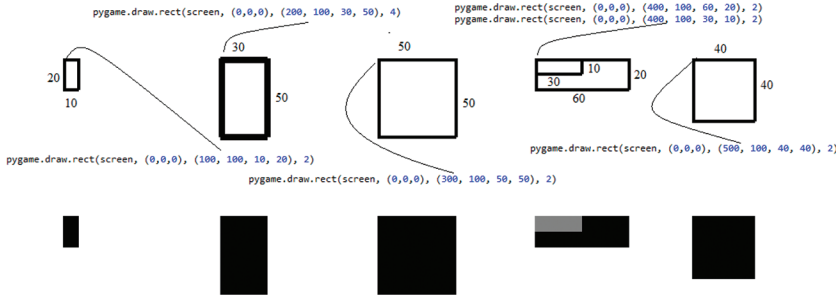 pygame.draw.rect(screen, (0,0,0), (400, 100, 60, 20), 2)
pygame.draw.rect(screen, (0,0,0), (200, 100, 30, 50), 4)
pygame.draw.rect(screen, (0,0,0), (400, 100, 30, 10), 2)
30
50
40
20
10
50
50
10
30
20
60
40
pygame.draw.rect(screen, (0,0,0), (100, 100, 10, 20), 2)
pygame.draw.rect(screen, (0,0,0), (500, 100, 40, 40), 2)
pygame.draw.rect(screen, (0,0,0), (300, 100, 50, 50), 2)